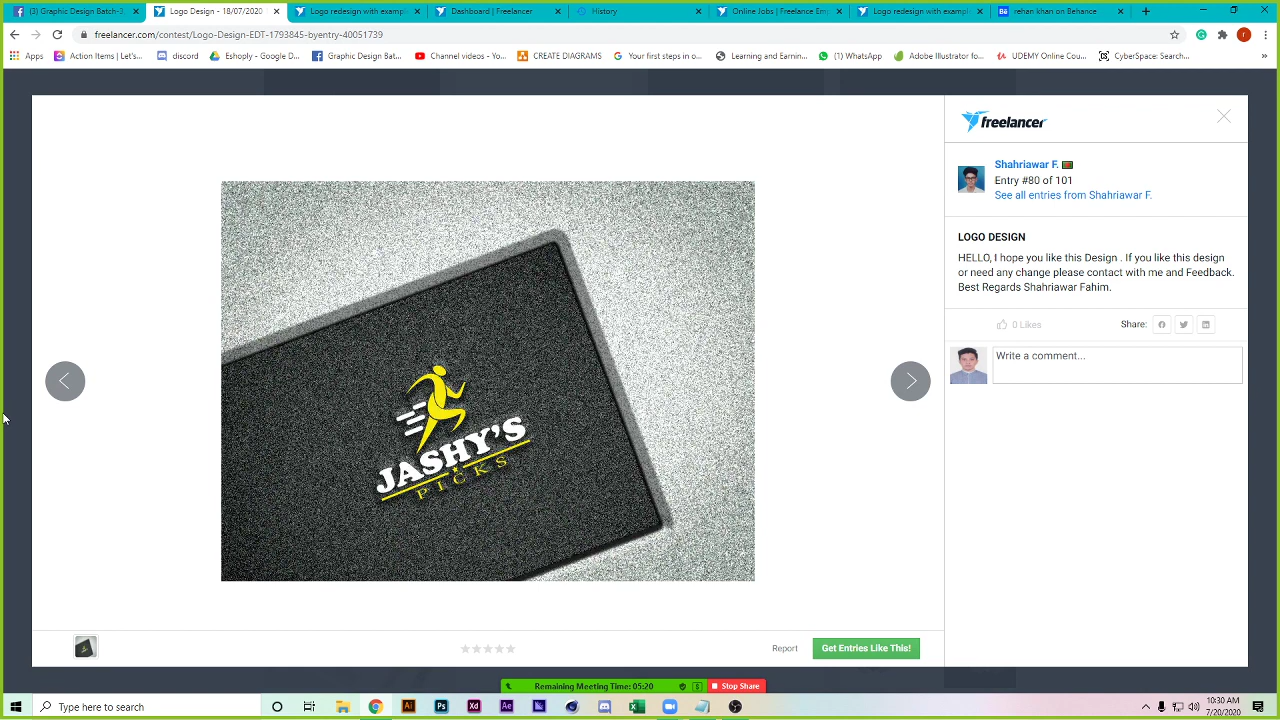 (3) Graphic Design Bat-3
Logo Design - 18/07/2020
Logo redesign with exampl
Dashboard | Freelancer
History
Online Jobs | Freelance Em
Logo redesign with exampl
rehan khan on Behance
freelancer.com/contest/Logo-Design-EDT-1793845-byentry-40051739
Apps
Action Items | Let's...
discord
Eshoply - Google D...
Graphic Design Bat...
Channel videos - Yo...
CREATE DIAGRAMS
Your first steps in o...
Learning and Earnin...
(1) WhatsApp
Adobe Illustrator fo...
UDEMY Online Cou...
CyberSpace: Search...
freelancer
Shahriawar F.
Entry #80 of 101
See all entries from Shahriawar F.
LOGO DESIGN
HELLO, I hope you like this Design . If you like this design
or need any change please contact with me and Feedback.
Best Regards Shahriawar Fahim.
0 Likes
Share:
Write a comment...
JASHY'S
PICKS
Report
Get Entries Like This!
Remaining Meeting Time: 05:20
Stop Share
Type here to search
10:30 AM
7/20/2020